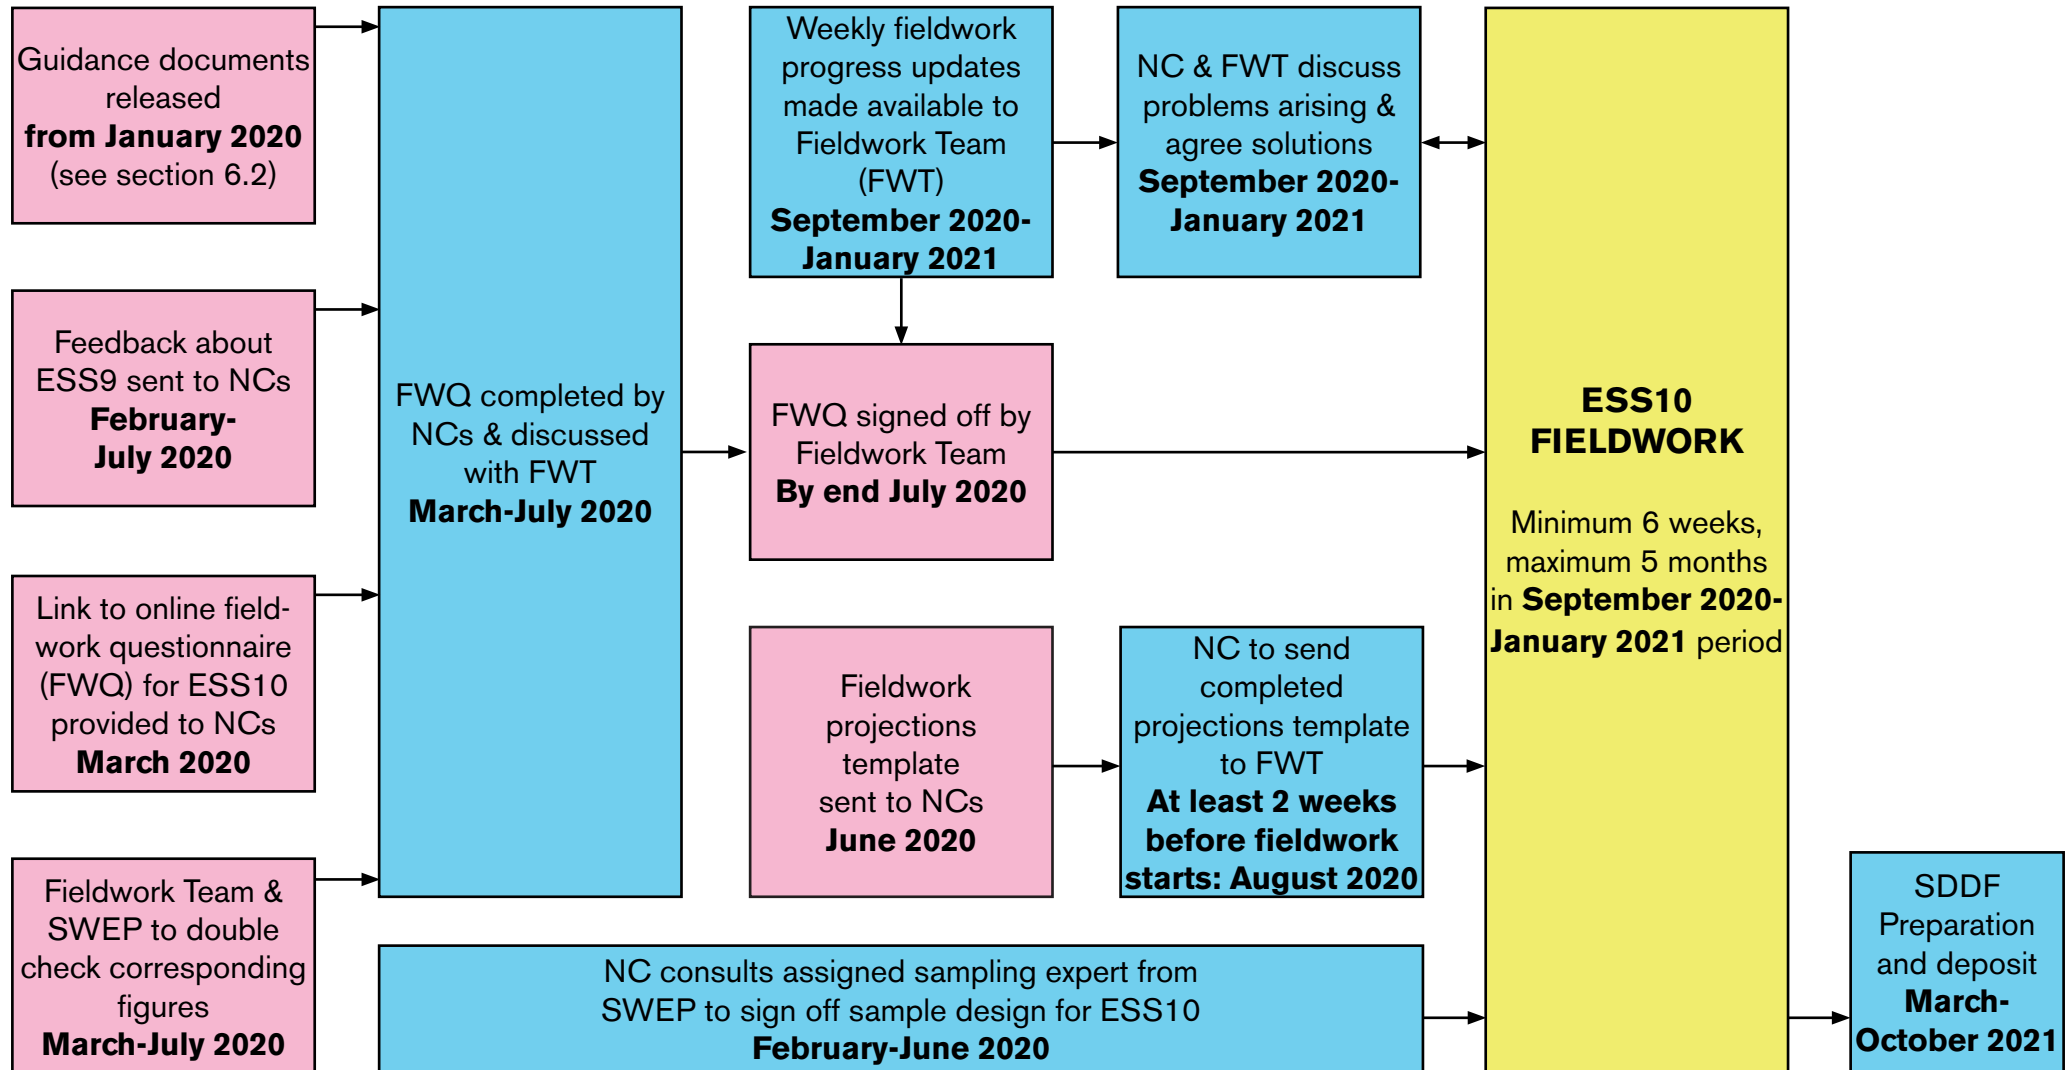 Guidance documents
released
from January 2020
(see section 6.2)
Feedback about
ESS9 sent to NCs
February-
July 2020
Link to online field-
work questionnaire
(FWQ) for ESS10
provided to NCs
March 2020
Fieldwork Team &
SWEP to double
check corresponding
figures
March-July 2020
FWQ completed by
NCs & discussed
with FWT
March-July 2020
Weekly fieldwork
progress updates
made available to
Fieldwork Team
(FWT)
September 2020-
January 2021
NC & FWT discuss
problems arising &
agree solutions
September 2020-
January 2021
FWQ signed off by
Fieldwork Team
By end July 2020
Fieldwork
projections
template
sent to NCs
June 2020
NC to send
completed
projections template
to FWT
At least 2 weeks
before fieldwork
starts: August 2020
NC consults assigned sampling expert from
SWEP to sign off sample design for ESS10
February-June 2020
ESS10
FIELDWORK
Minimum 6 weeks,
maximum 5 months
in September 2020-
January 2021 period
SDDF
Preparation
and deposit
March-
October 2021